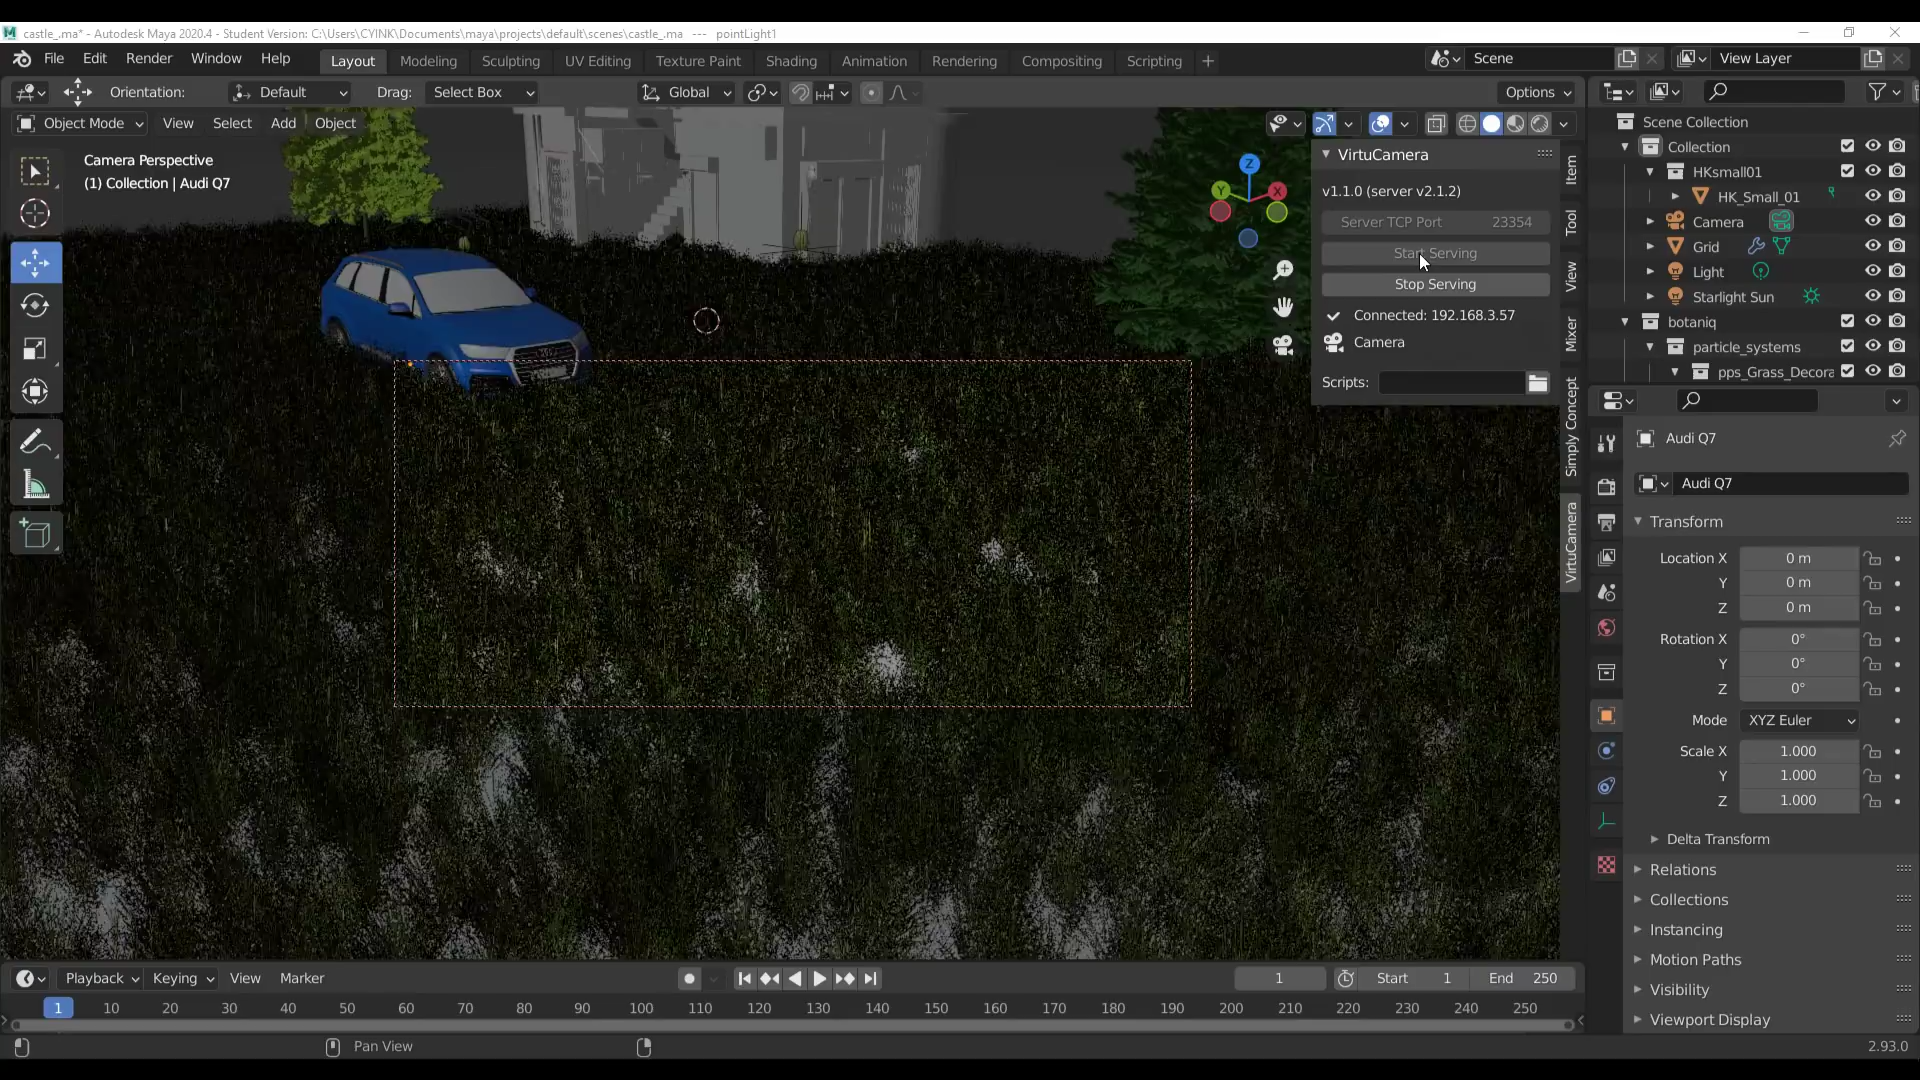 castle_.ma* - Autodesk Maya 2020.4 - Student Version: C:\Users\CYINK\Documents\maya\projects\default\scenes\castle_.ma --- pointLight1
File Edit Render Window Help Layout Modeling Sculpting UV Editing Texture Paint Shading Animation Rendering Compositing Scripting + Scene View Layer
Orientation: Default Drag: Select Box Global Options
Object Mode View Select Add Object
Camera Perspective
(1) Collection | Audi Q7
Z
Y
X
VirtuCamera
v1.1.0 (server v2.1.2)
Server TCP Port 23354
Start Serving
Stop Serving
Connected: 192.168.3.57
Camera
Scripts:
Item
Tool
View
Mixer
Simply Concept
VirtuCamera
Scene Collection
Collection
HKsmall01
HK_Small_01
Camera
Grid
Light
Starlight Sun
botaniq
particle_systems
pps_Grass_Decora
Audi Q7
Audi Q7
Transform
Location X 0 m
Y 0 m
Z 0 m
Rotation X 0°
Y 0°
Z 0°
Mode XYZ Euler
Scale X 1.000
Y 1.000
Z 1.000
Delta Transform
Relations
Collections
Instancing
Motion Paths
Visibility
Viewport Display
Playback Keying View Marker 1 Start 1 End 250
1 10 20 30 40 50 60 70 80 90 100 110 120 130 140 150 160 170 180 190 200 210 220 230 240 250
Pan View 2.93.0